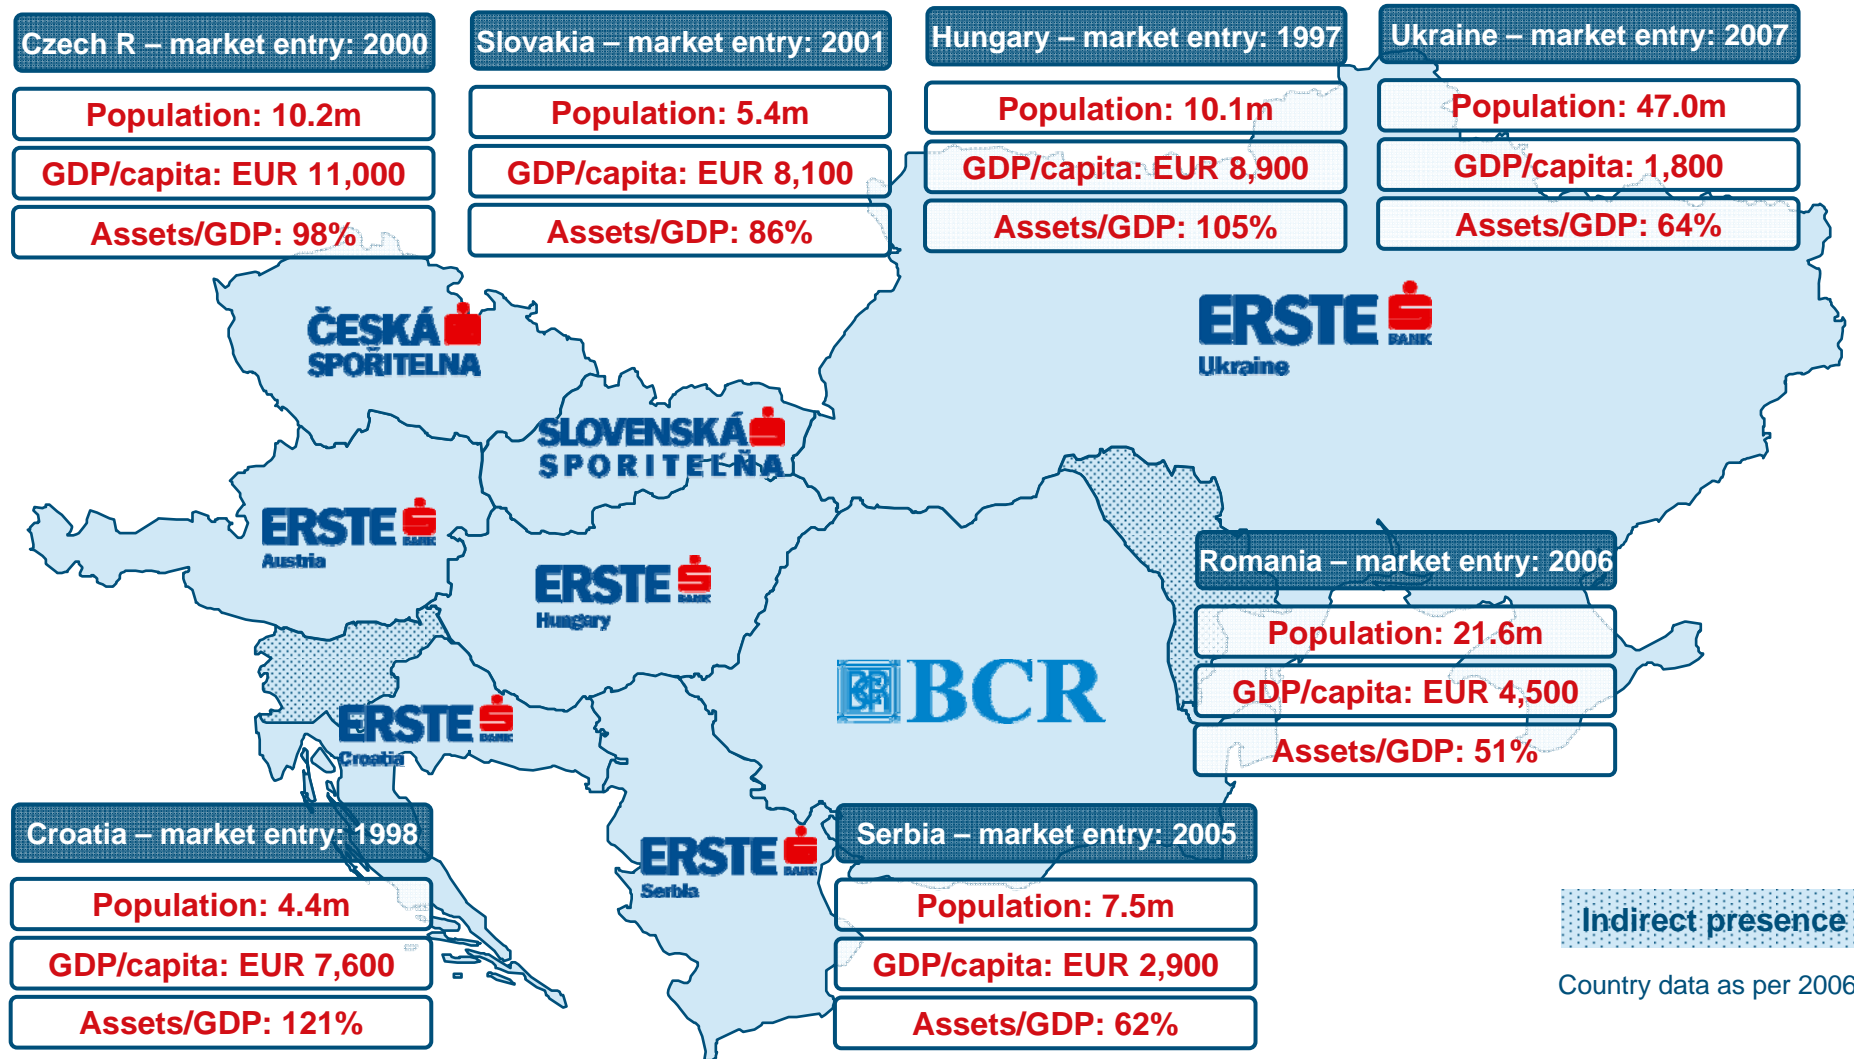 Czech R – market entry: 2000
Population: 10.2m
GDP/capita: EUR 11,000
Assets/GDP: 98%
Slovakia – market entry: 2001
Population: 5.4m
GDP/capita: EUR 8,100
Assets/GDP: 86%
Hungary – market entry: 1997
Population: 10.1m
GDP/capita: EUR 8,900
Assets/GDP: 105%
Ukraine – market entry: 2007
Population: 47.0m
GDP/capita: 1,800
Assets/GDP: 64%
ČESKÁ
SPOŘITELNA
ERSTE BANK
Ukraine
SLOVENSKÁ
SPORITEĽŇA
ERSTE BANK
Austria
ERSTE BANK
Hungary
BCR
ERSTE BANK
Croatia
ERSTE BANK
Serbia
Romania – market entry: 2006
Population: 21.6m
GDP/capita: EUR 4,500
Assets/GDP: 51%
Croatia – market entry: 1998
Population: 4.4m
GDP/capita: EUR 7,600
Assets/GDP: 121%
Serbia – market entry: 2005
Population: 7.5m
GDP/capita: EUR 2,900
Assets/GDP: 62%
Indirect presence
Country data as per 2006